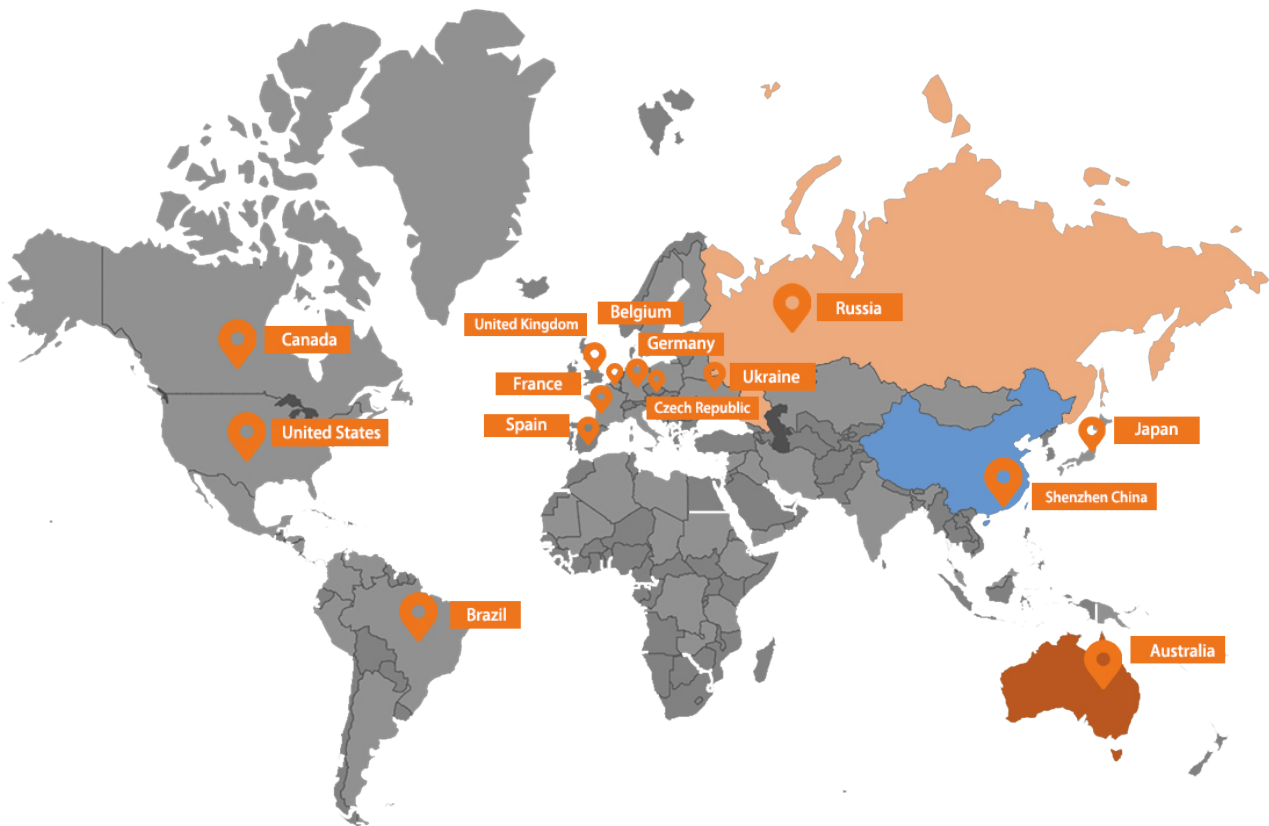 Belgium
Russia
United Kingdom
Canada
Germany
Ukraine
France
Czech Republic
United States
Spain
Japan
Shenzhen China
Brazil
Australia